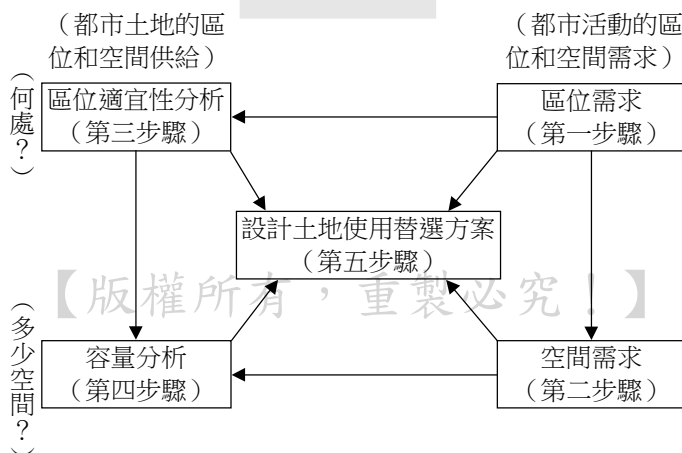 （都市土地的區
位和空間供給）
（都市活動的區
位和空間需求）
（何處？）
區位適宜性分析
（第三步驟）
區位需求
（第一步驟）
設計土地使用替選方案
（第五步驟）
【版權所有，重製必究！】
（多少空間？）
容量分析
（第四步驟）
空間需求
（第二步驟）